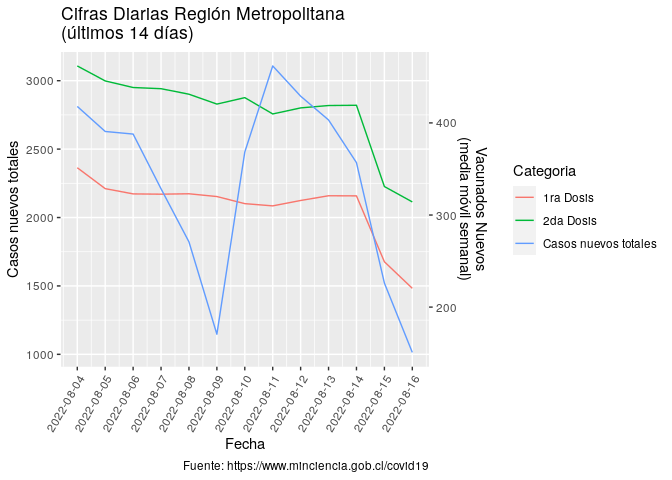 Cifras Diarias Región Metropolitana
(últimos 14 días)
Casos nuevos totales
3000
2500
2000
1500
1000
400
300
200
Vacunados Nuevos
(media móvil semanal)
Categoria
1ra Dosis
2da Dosis
Casos nuevos totales
2022-08-04
2022-08-05
2022-08-06
2022-08-07
2022-08-08
2022-08-09
2022-08-10
2022-08-11
2022-08-12
2022-08-13
2022-08-14
2022-08-15
2022-08-16
Fecha
Fuente: https://www.minciencia.gob.cl/covid19